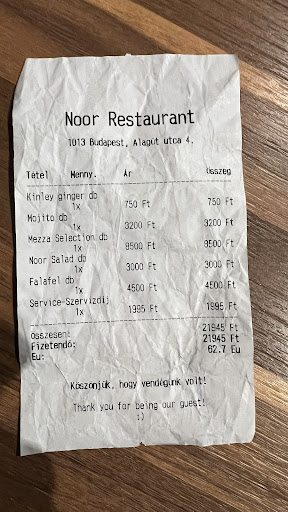 Noor Restaurant
1013 Budapest, Alagút utca 4.
Tétel Menny. Ár Összeg
Kinley ginger db
1x 750 Ft 750 Ft
Mojito db
1x 3200 Ft 3200 Ft
Mezza Selection db
1x 8500 Ft 8500 Ft
Noor Salad db
1x 3000 Ft 3000 Ft
Falafel db
1x 4500 Ft 4500 Ft
Service-Szervizdíj
1x 1995 Ft 1995 Ft
Összesen: 21945 Ft
Fizetendő: 21945 Ft
Eu: 62.7 Eu
Köszönjük, hogy vendégünk volt!
Thank you for being our guest!
:)